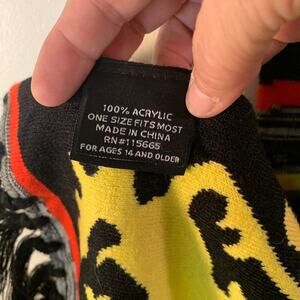 100% ACRYLIC
ONE SIZE FITS MOST
MADE IN CHINA
RN#115665
FOR AGES 14 AND OLDER